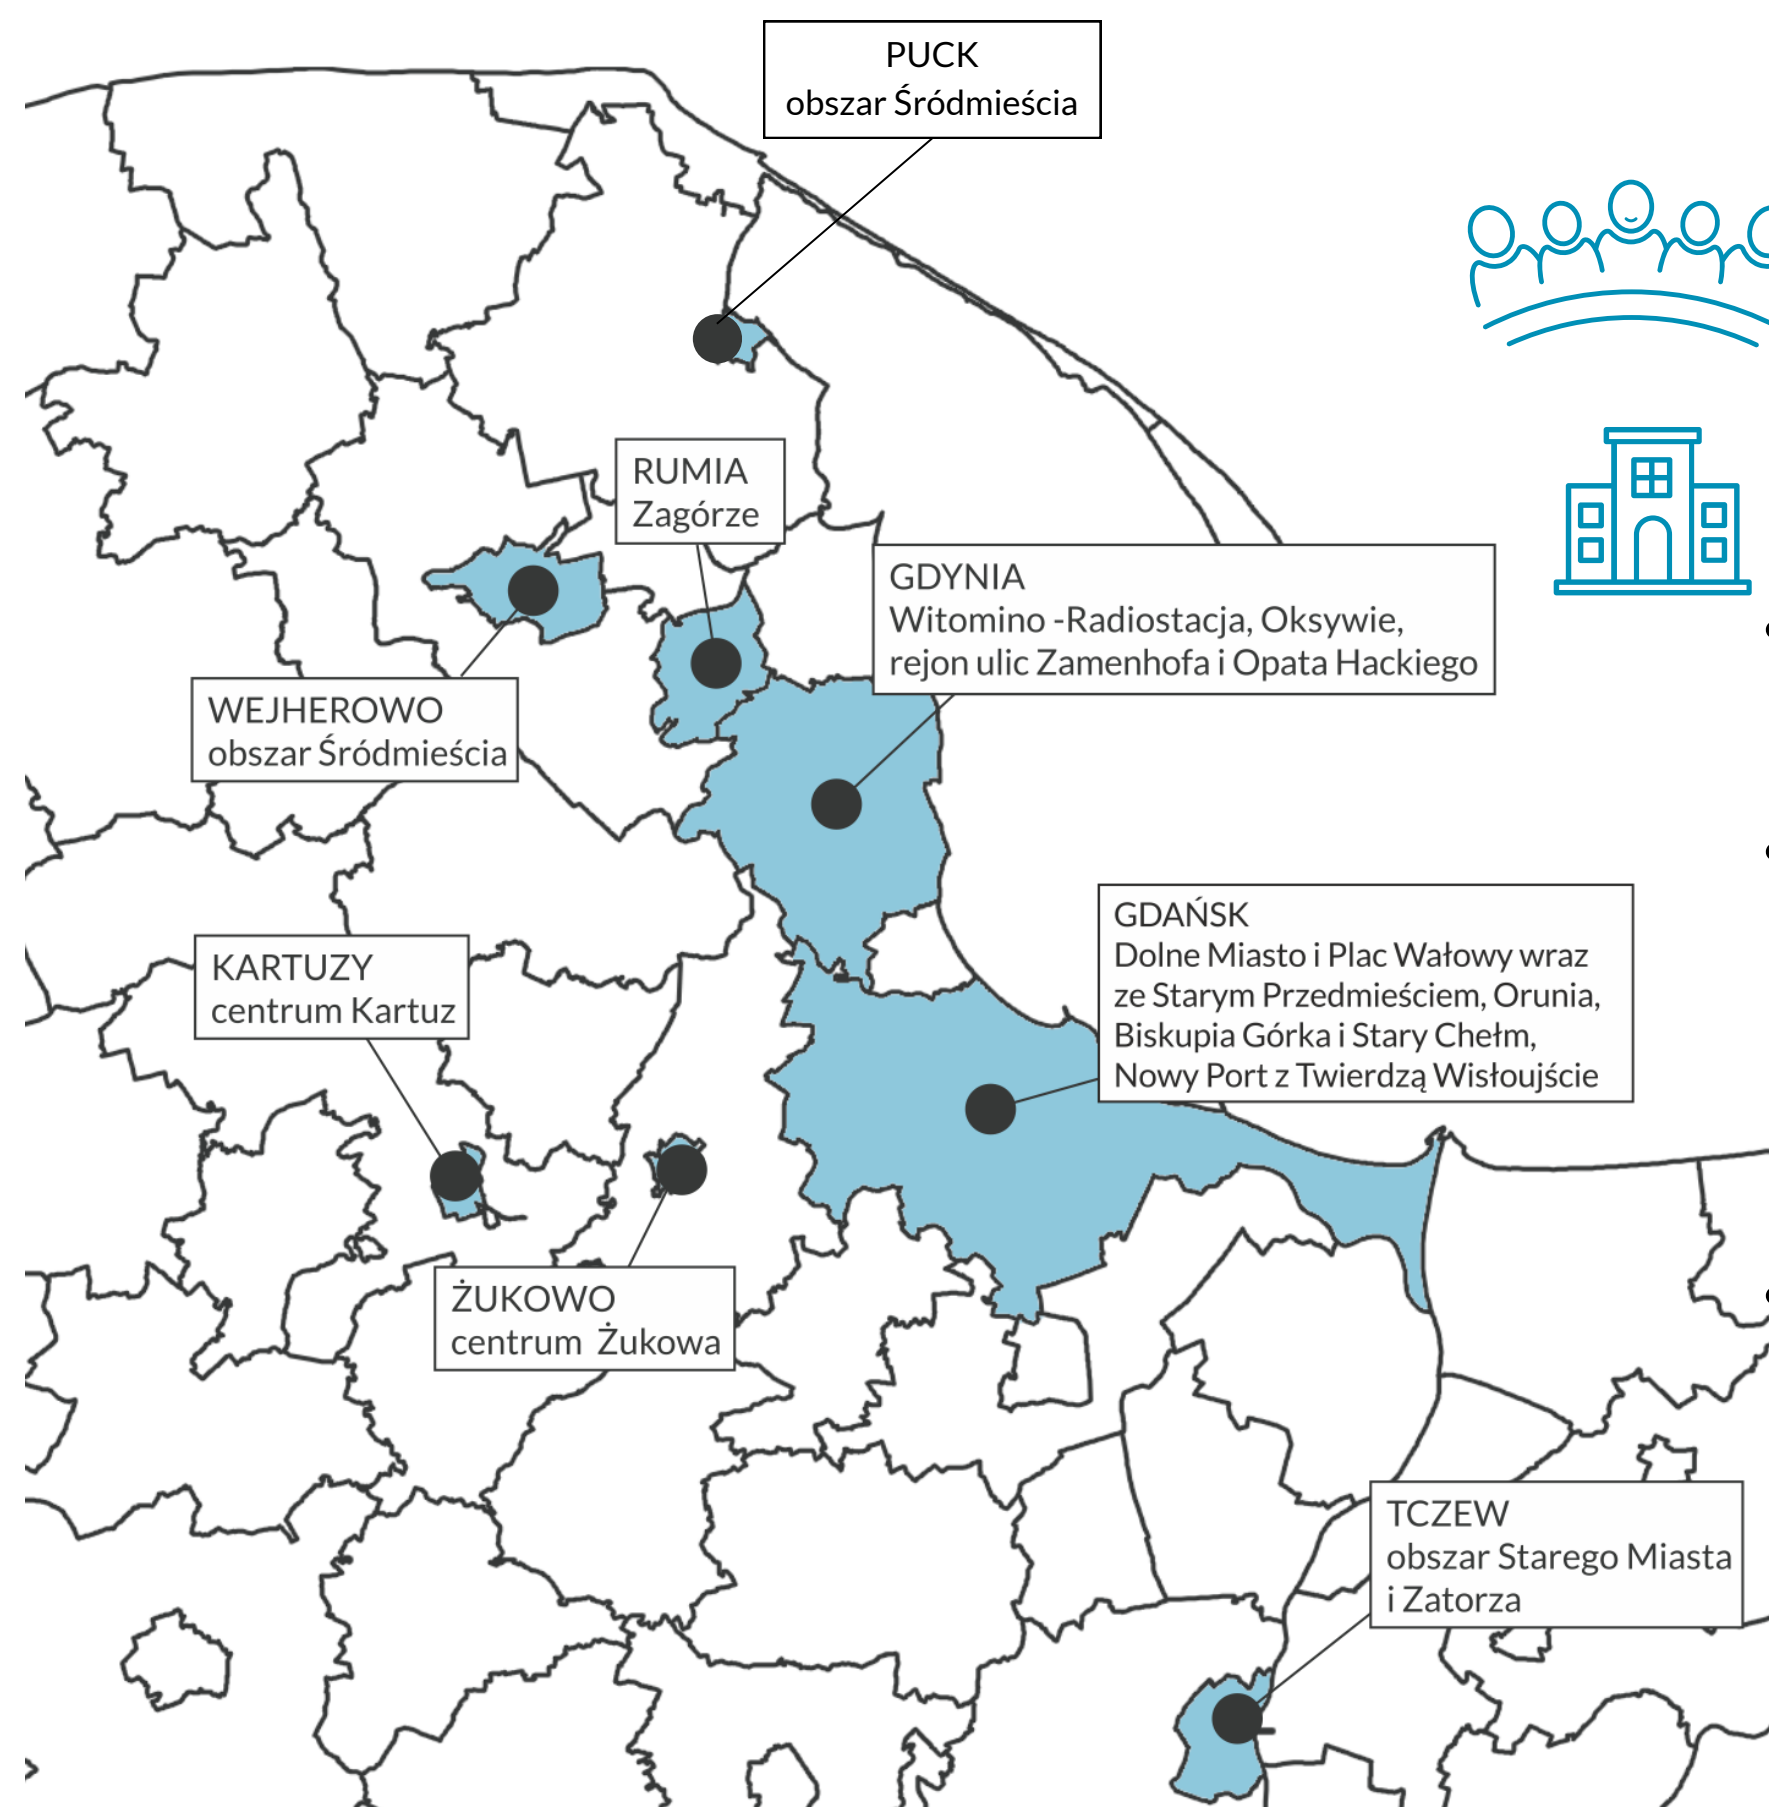 PUCK
obszar Śródmieścia
RUMIA
Zagórze
GDYNIA
Witomino -Radiostacja, Oksywie,
rejon ulic Zamenhofa i Opata Hackiego
WEJHEROWO
obszar Śródmieścia
GDAŃSK
Dolne Miasto i Plac Wałowy wraz
ze Starym Przedmieściem, Orunia,
Biskupia Górka i Stary Chełm,
Nowy Port z Twierdzą Wisłoujście
KARTUZY
centrum Kartuz
ŻUKOWO
centrum Żukowa
TCZEW
obszar Starego Miasta
i Zatorza